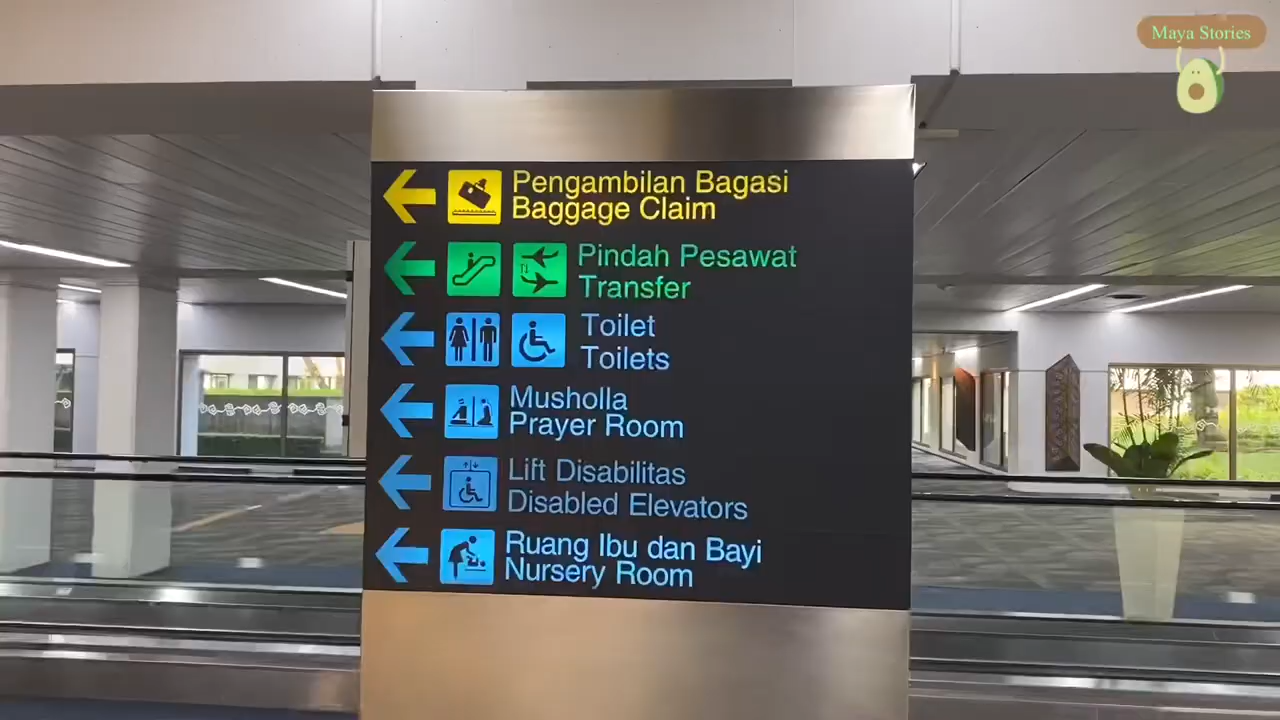 Maya Stories
Pengambilan Bagasi
Baggage Claim
Pindah Pesawat
Transfer
Toilet
Toilets
Musholla
Prayer Room
Lift Disabilitas
Disabled Elevators
Ruang Ibu dan Bayi
Nursery Room